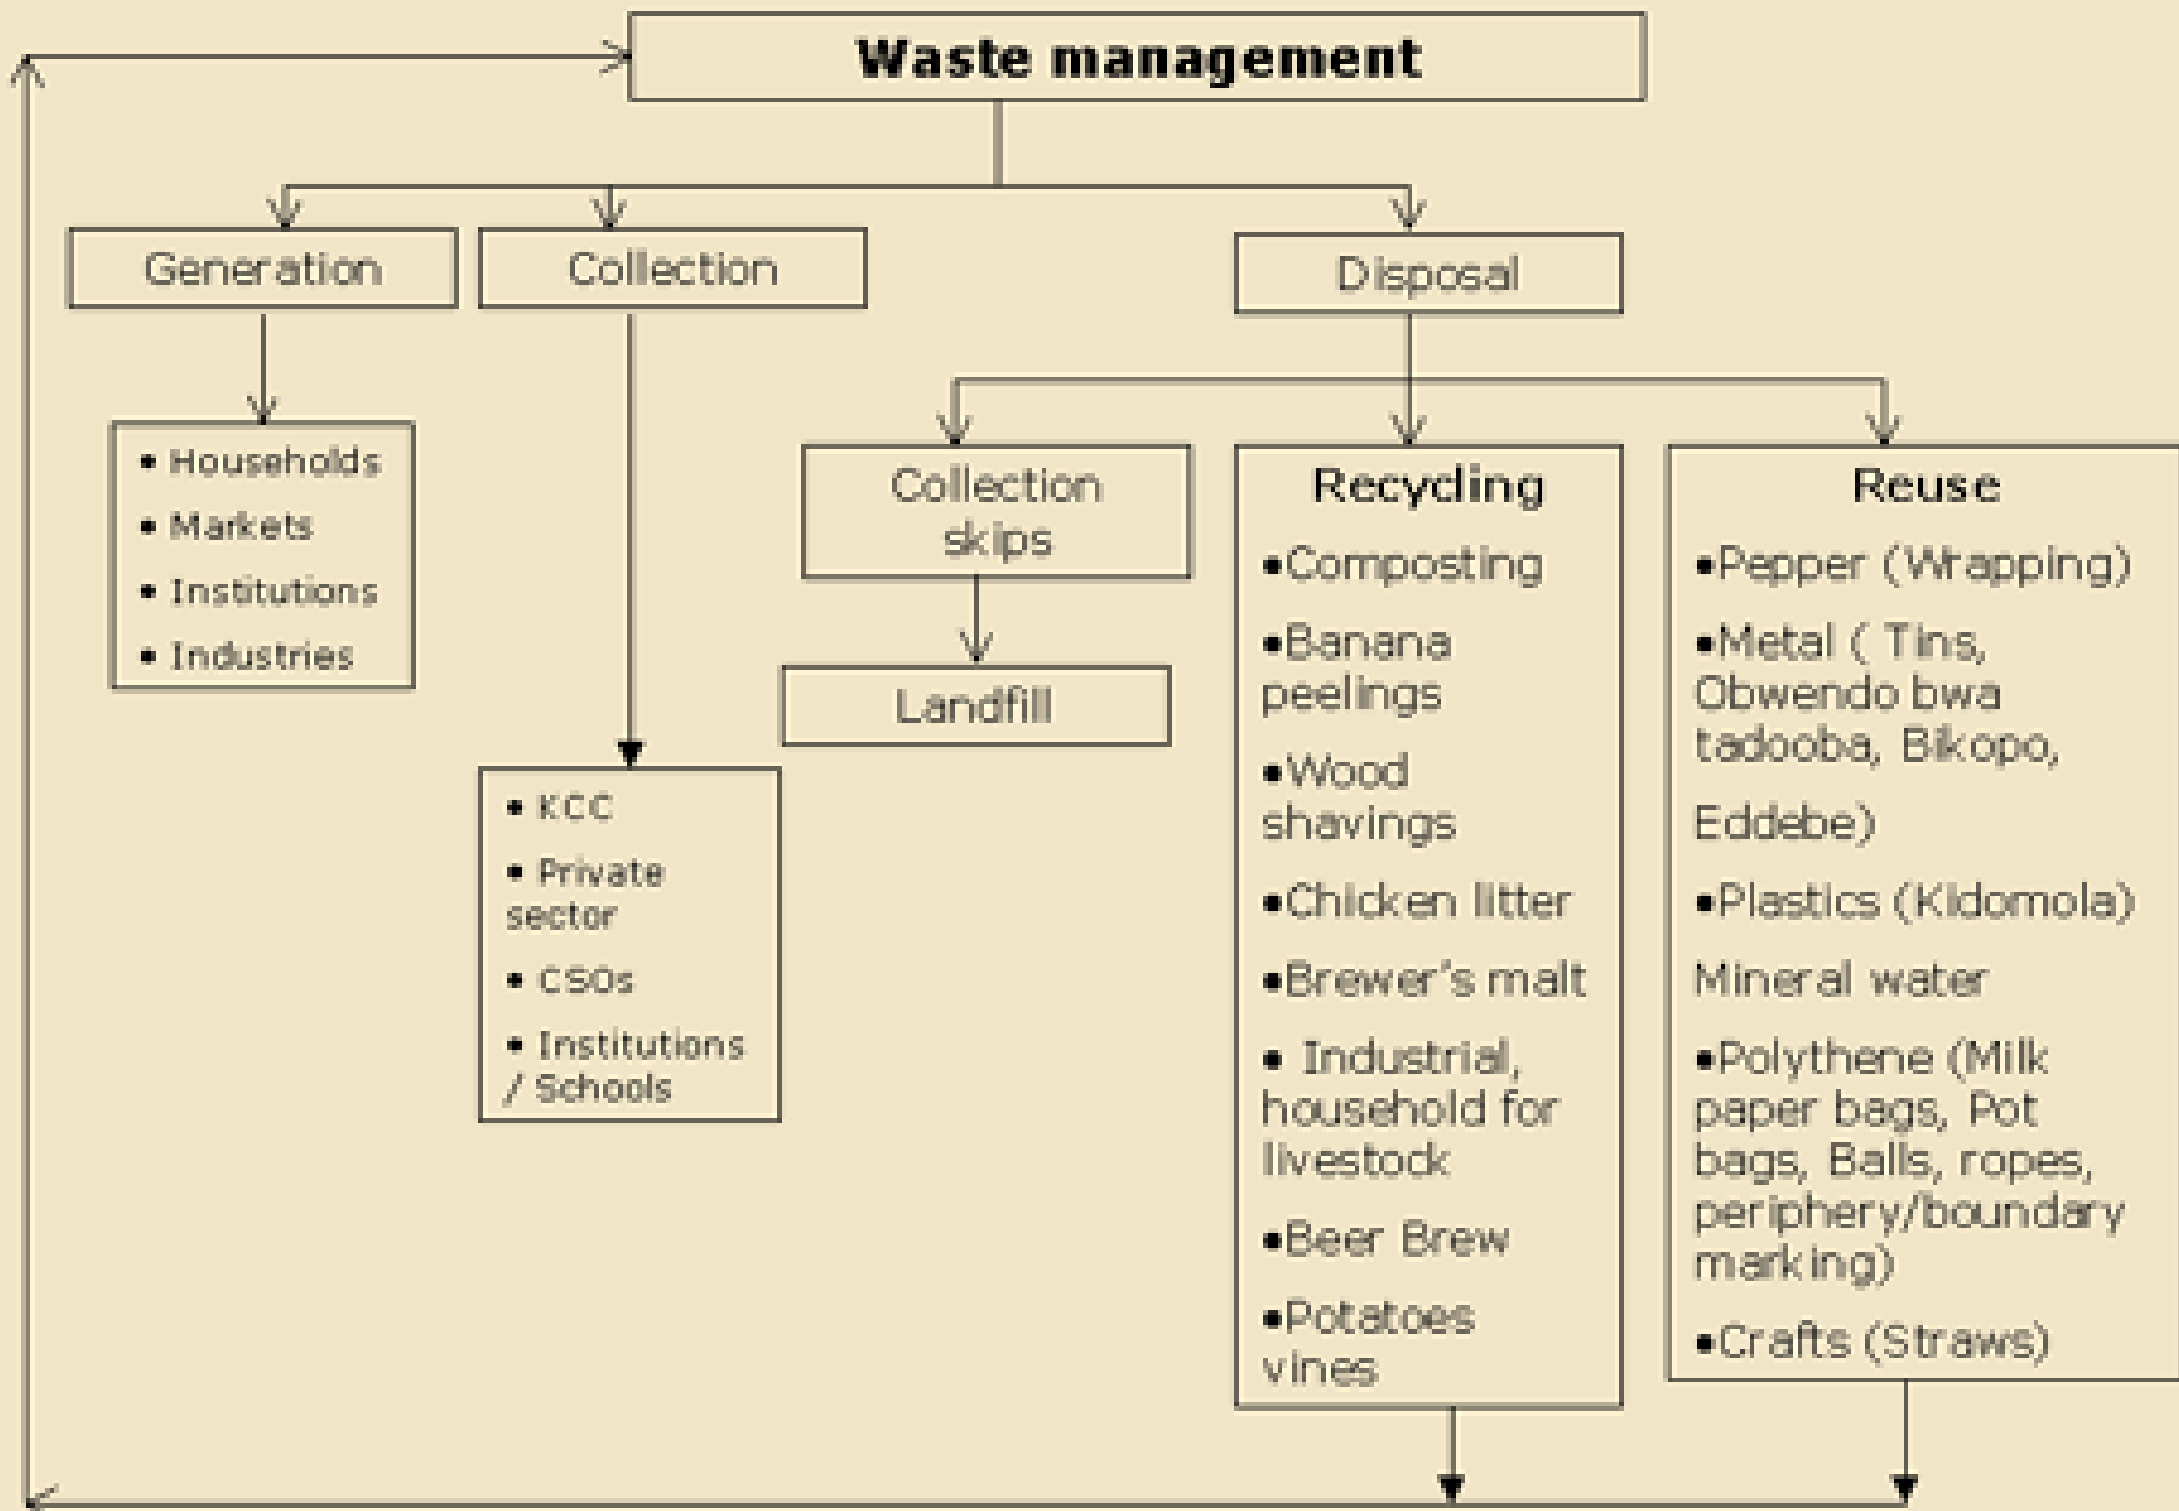 Waste management
Generation
Collection
Disposal
• Households
• Markets
• Institutions
• Industries
• KCC
• Private
sector
• CSOs
• Institutions
/ Schools
Collection
skips
Landfill
Recycling
•Composting
•Banana
peelings
•Wood
shavings
•Chicken litter
•Brewer's malt
• Industrial,
household for
livestock
•Beer Brew
•Potatoes
vines
Reuse
•Pepper (Wrapping)
•Metal ( Tins,
Obwendo bwa
tadooba, Bikopo,
Eddebe)
•Plastics (Kidomola)
Mineral water
•Polythene (Milk
paper bags, Pot
bags, Balls, ropes,
periphery/boundary
marking)
•Crafts (Straws)